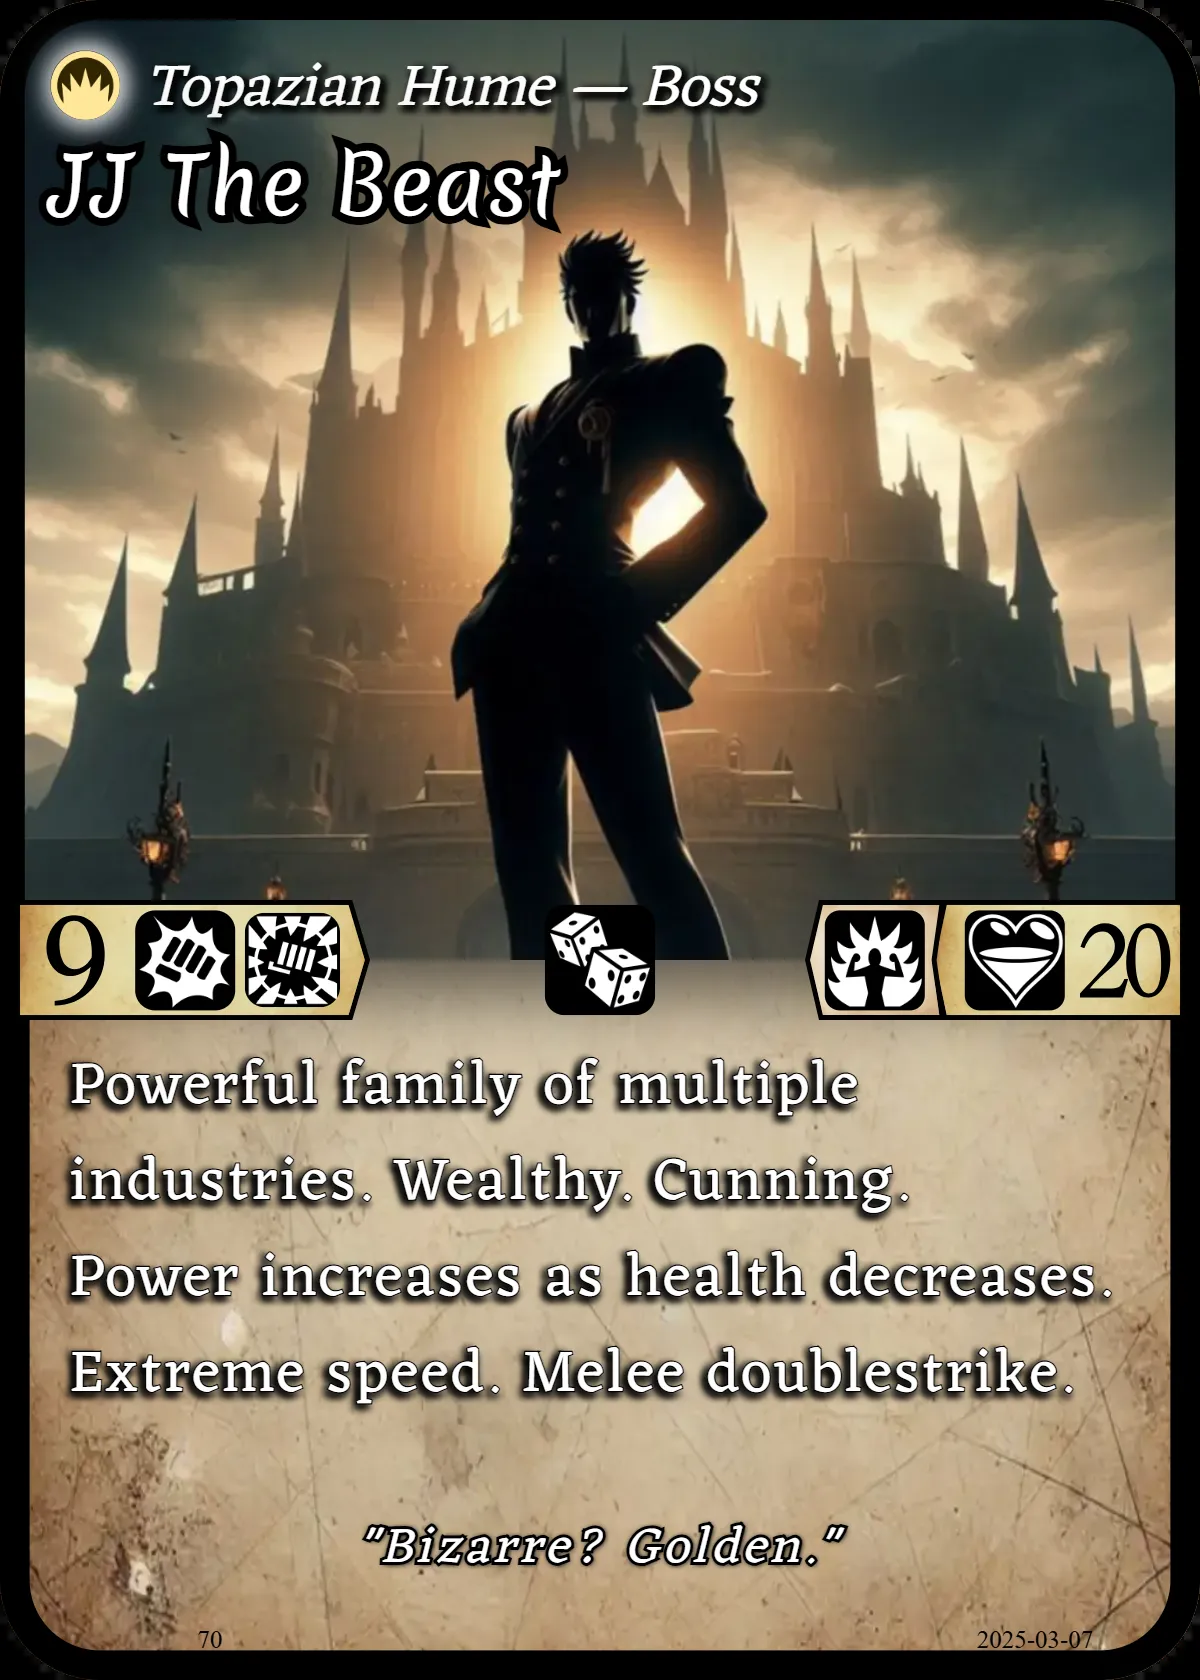 Topazian Hume — Boss
JJ The Beast
9
20
Powerful family of multiple
industries. Wealthy. Cunning.
Power increases as health decreases.
Extreme speed. Melee doublestrike.
"Bizarre? Golden."
70
2025-03-07